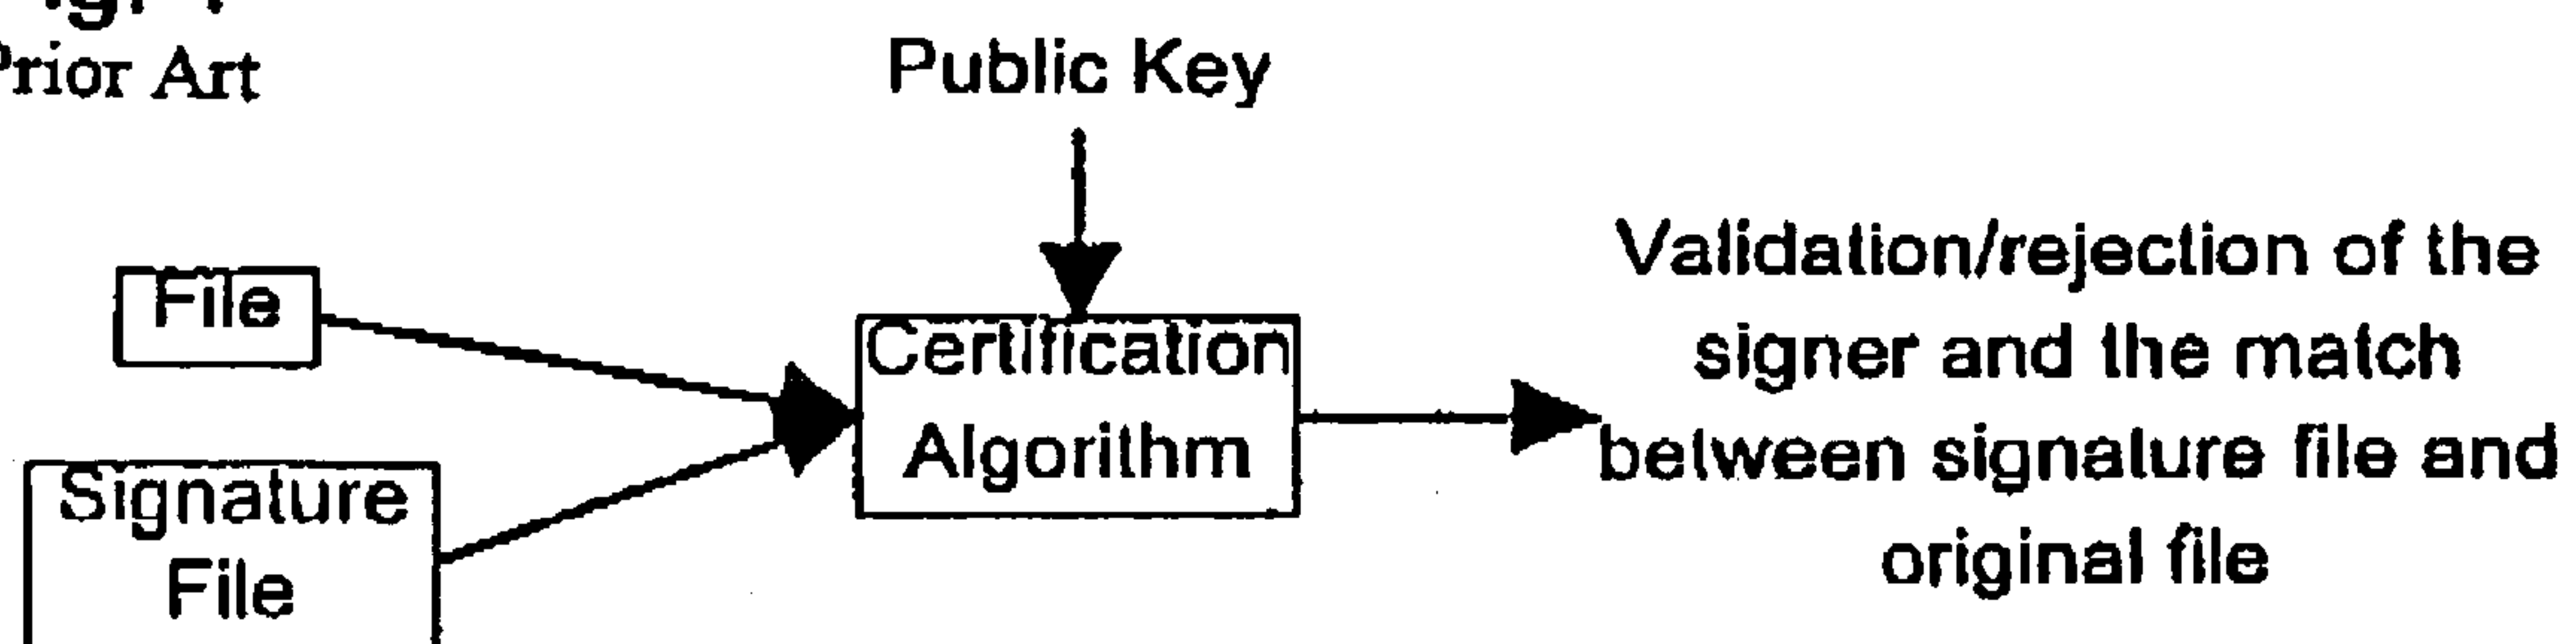 Prior Art
Public Key
File
Certification
Algorithm
Signature
File
Validation/rejection of the
signer and the match
between signature file and
original file